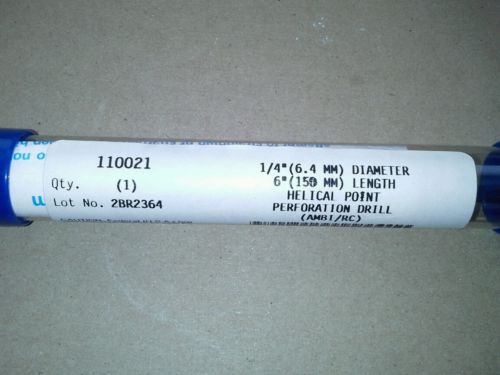 110021
Qty. (1)
Lot No. 2BR2364
1/4"(6.4 MM) DIAMETER
6"(150 MM) LENGTH
HELICAL POINT
PERFORATION DRILL
(AMBI/RC)